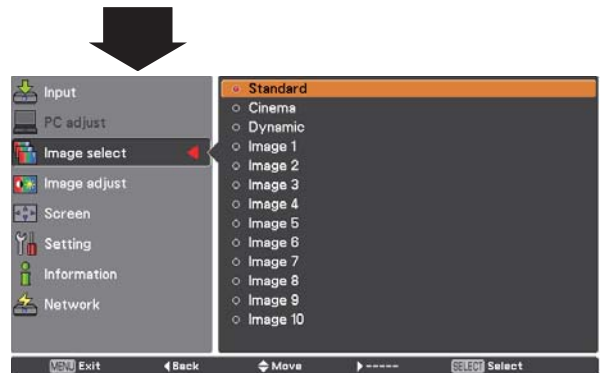 Input
PC adjust
Image select
Image adjust
Screen
Setting
Information
Network
Standard
Cinema
Dynamic
Image 1
Image 2
Image 3
Image 4
Image 5
Image 6
Image 7
Image 8
Image 9
Image 10
MENU Exit Back Move ----- SELECT Select